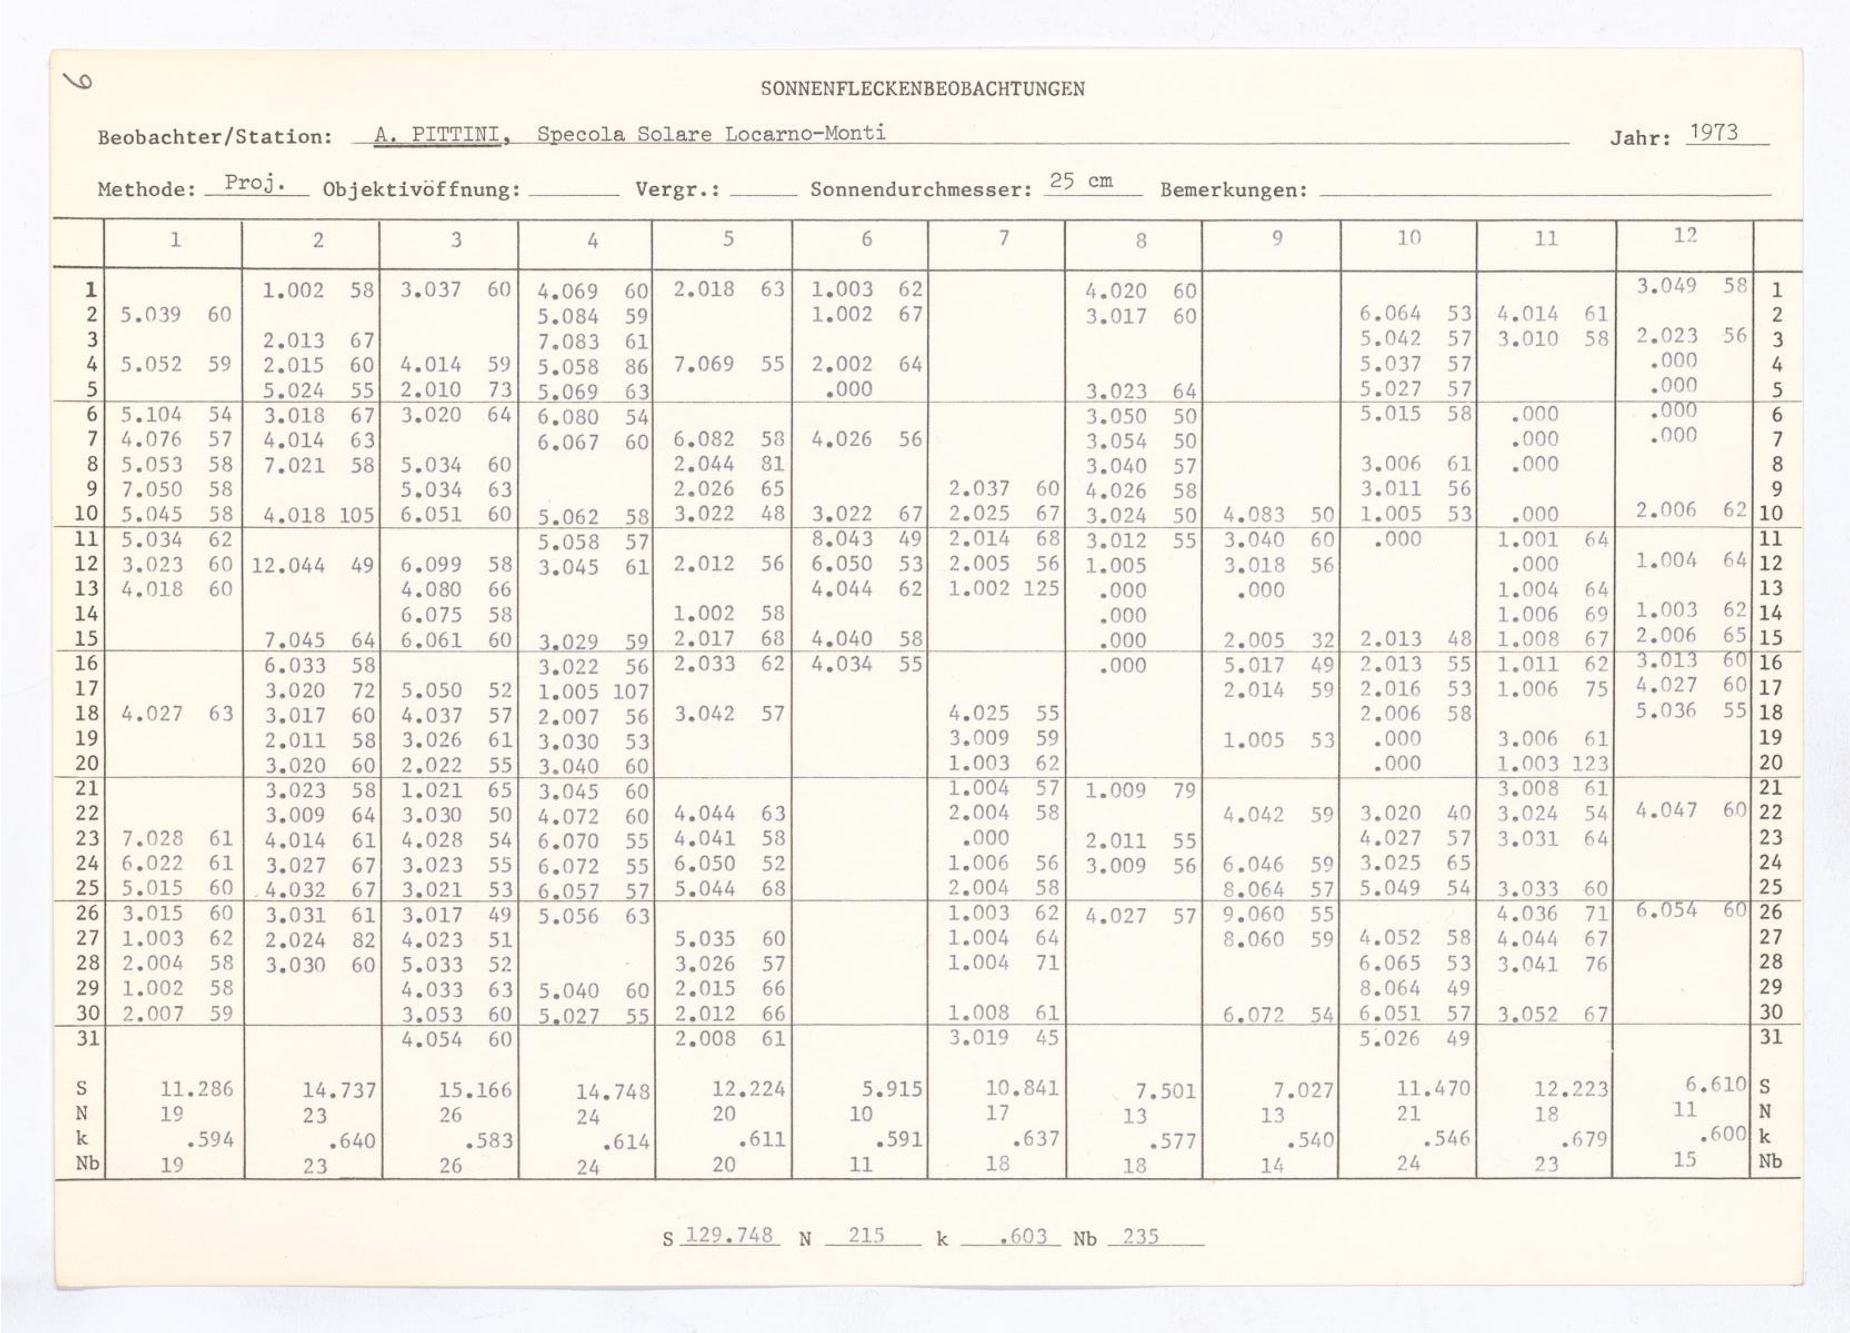 6
SONNENFLECKENBEOBACHTUNGEN
Beobachter/Station: A. PITTINI, Specola Solare Locarno-Monti Jahr: 1973
Methode: Proj. Objektivöffnung: Vergr.: Sonnendurchmesser: 25 cm Bemerkungen:
1 2 3 4 5 6 7 8 9 10 11 12
1 1.002 58 3.037 60 4.069 60 2.018 63 1.003 62 4.020 60 3.049 58 1
2 5.039 60 5.084 59 1.002 67 3.017 60 6.064 53 4.014 61 2
3 2.013 67 7.083 61 5.042 57 3.010 58 2.023 56 3
4 5.052 59 2.015 60 4.014 59 5.058 86 7.069 55 2.002 64 5.037 57 .000 4
5 5.024 55 2.010 73 5.069 63 .000 3.023 64 5.027 57 .000 5
6 5.104 54 3.018 67 3.020 64 6.080 54 3.050 50 5.015 58 .000 .000 6
7 4.076 57 4.014 63 6.067 60 6.082 58 4.026 56 3.054 50 .000 .000 7
8 5.053 58 7.021 58 5.034 60 2.044 81 3.040 57 3.006 61 .000 8
9 7.050 58 5.034 63 2.026 65 2.037 60 4.026 58 3.011 56 9
10 5.045 58 4.018 105 6.051 60 5.062 58 3.022 48 3.022 67 2.025 67 3.024 50 4.083 50 1.005 53 .000 2.006 62 10
11 5.034 62 5.058 57 8.043 49 2.014 68 3.012 55 3.040 60 .000 1.001 64 11
12 3.023 60 12.044 49 6.099 58 3.045 61 2.012 56 6.050 53 2.005 56 1.005 3.018 56 .000 1.004 64 12
13 4.018 60 4.080 66 4.044 62 1.002 125 .000 .000 1.004 64 13
14 6.075 58 1.002 58 .000 1.006 69 1.003 62 14
15 7.045 64 6.061 60 3.029 59 2.017 68 4.040 58 .000 2.005 32 2.013 48 1.008 67 2.006 65 15
16 6.033 58 3.022 56 2.033 62 4.034 55 .000 5.017 49 2.013 55 1.011 62 3.013 60 16
17 3.020 72 5.050 52 1.005 107 2.014 59 2.016 53 1.006 75 4.027 60 17
18 4.027 63 3.017 60 4.037 57 2.007 56 3.042 57 4.025 55 2.006 58 5.036 55 18
19 2.011 58 3.026 61 3.030 53 3.009 59 1.005 53 .000 3.006 61 19
20 3.020 60 2.022 55 3.040 60 1.003 62 .000 1.003 123 20
21 3.023 58 1.021 65 3.045 60 1.004 57 1.009 79 3.008 61 21
22 3.009 64 3.030 50 4.072 60 4.044 63 2.004 58 4.042 59 3.020 40 3.024 54 4.047 60 22
23 7.028 61 4.014 61 4.028 54 6.070 55 4.041 58 .000 2.011 55 4.027 57 3.031 64 23
24 6.022 61 3.027 67 3.023 55 6.072 55 6.050 52 1.006 56 3.009 56 6.046 59 3.025 65 24
25 5.015 60 4.032 67 3.021 53 6.057 57 5.044 68 2.004 58 8.064 57 5.049 54 3.033 60 25
26 3.015 60 3.031 61 3.017 49 5.056 63 1.003 62 4.027 57 9.060 55 4.036 71 6.054 60 26
27 1.003 62 2.024 82 4.023 51 5.035 60 1.004 64 8.060 59 4.052 58 4.044 67 27
28 2.004 58 3.030 60 5.033 52 3.026 57 1.004 71 6.065 53 3.041 76 28
29 1.002 58 4.033 63 5.040 60 2.015 66 8.064 49 29
30 2.007 59 3.053 60 5.027 55 2.012 66 1.008 61 6.072 54 6.051 57 3.052 67 30
31 4.054 60 2.008 61 3.019 45 5.026 49 31
S 11.286 14.737 15.166 14.748 12.224 5.915 10.841 7.501 7.027 11.470 12.223 6.610 S
N 19 23 26 24 20 10 17 13 13 21 18 11 N
k .594 .640 .583 .614 .611 .591 .637 .577 .540 .546 .679 .600 k
Nb 19 23 26 24 20 11 18 18 14 24 23 15 Nb
S 129.748 N 215 k .603 Nb 235